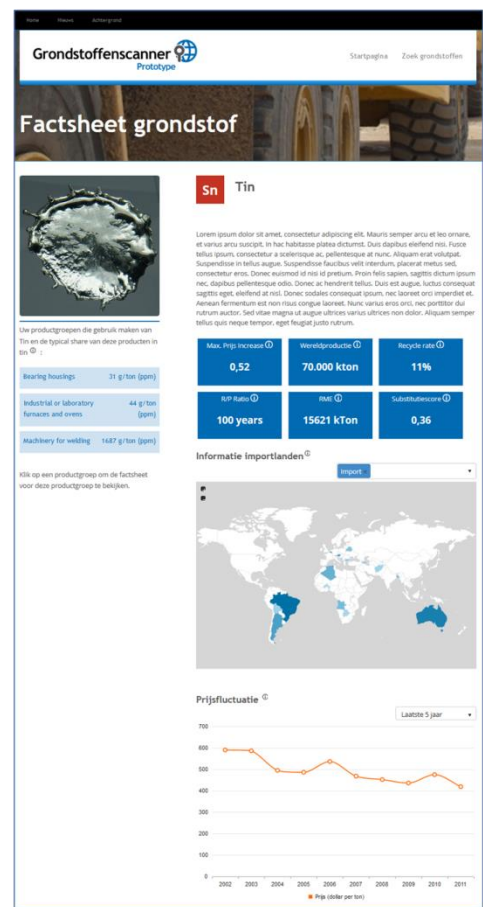 Home Nieuws Achtergrond
Grondstoffenscanner
Prototype
Startpagina Zoek grondstoffen
Factsheet grondstof
Sn Tin
Lorem ipsum dolor sit amet, consectetur adipiscing elit. Mauris semper arcu et leo ornare,
et varius arcu suscipit. In hac habitasse platea dictumst. Duis dapibus eleifend nisi. Fusce
tellus ipsum, consectetur a scelerisque ac, pellentesque at nunc. Aliquam erat volutpat.
Suspendisse in tellus augue. Suspendisse faucibus velit interdum, placerat metus sed,
consectetur eros. Donec euismod id nisi id pretium. Proin felis sapien, sagittis dictum ipsum
nec, dapibus pellentesque odio. Donec ac hendrerit tellus. Duis est augue, luctus consequat
sagittis eget, eleifend at nisl. Donec sodales consequat ipsum, nec laoreet orci imperdiet et.
Aenean fermentum est non risus congue laoreet. Nunc varius eros orci, nec porttitor dui
rutrum auctor. Sed vitae magna ut augue ultrices varius ultrices non dolor. Aliquam semper
tellus quis neque tempor, eget feugiat justo rutrum.
Uw productgroepen die gebruik maken van
Tin en de typical share van deze producten in
tin :
Bearing housings 31 g/ton (ppm)
Industrial or laboratory 44 g/ton
furnaces and ovens (ppm)
Machinery for welding 1687 g/ton (ppm)
Klik op een productgroep om de factsheet
voor deze productgroep te bekijken.
Max. Prijs Increase
0,52
Wereldproductie
70.000 kton
Recycle rate
11%
R/P Ratio
100 years
RME
15621 kTon
Substitutiescore
0,36
Informatie importlanden
Import
Prijsfluctuatie
Laatste 5 jaar
700
600
500
400
300
200
100
0
2002 2003 2004 2005 2006 2007 2008 2009 2010 2011
Prijs (dollar per ton)